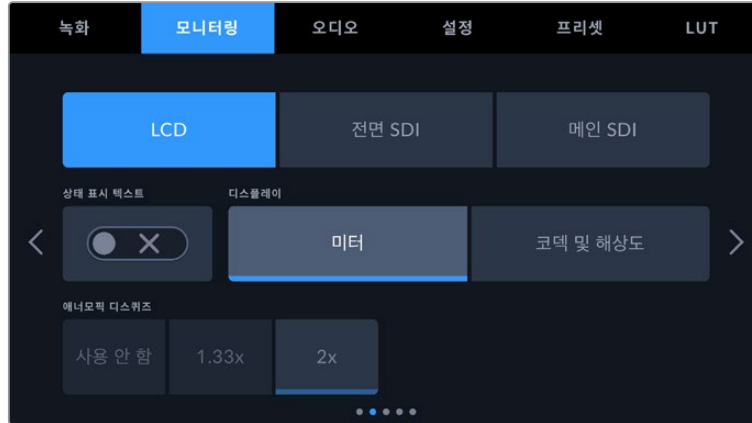 녹화 모니터링 오디오 설정 프리셋 LUT
LCD 전면 SDI 메인 SDI
상태 표시 텍스트 디스플레이
미터 코덱 및 해상도
애너모픽 디스퀴즈
사용 안 함 1.33x 2x